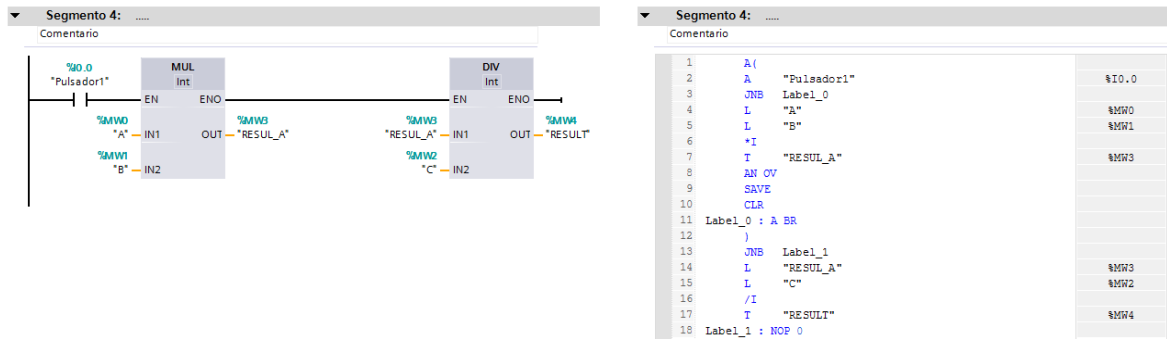 Segmento 4: .....
Comentario
%I0.0
"Pulsador1"
MUL
Int
EN ENO
%MW0
"A" IN1
%MW3
OUT "RESUL_A"
%MW1
"B" IN2
DIV
Int
EN ENO
%MW3
"RESUL_A" IN1
%MW4
OUT "RESULT"
%MW2
"C" IN2
Segmento 4: .....
Comentario
1 A(
2 A "Pulsador1" %I0.0
3 JNB Label_0
4 L "A" %MW0
5 L "B" %MW1
6 *I
7 T "RESUL_A" %MW3
8 AN OV
9 SAVE
10 CLR
11 Label_0 : A BR
12 )
13 JNB Label_1
14 L "RESUL_A" %MW3
15 L "C" %MW2
16 /I
17 T "RESULT" %MW4
18 Label_1 : NOP 0